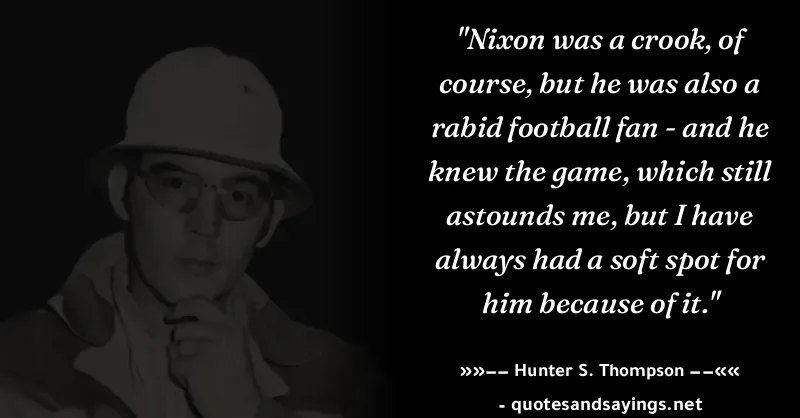 "Nixon was a crook, of
course, but he was also a
rabid football fan - and he
knew the game, which still
astounds me, but I have
always had a soft spot for
him because of it."
»»−− Hunter S. Thompson −−««
- quotesandsayings.net